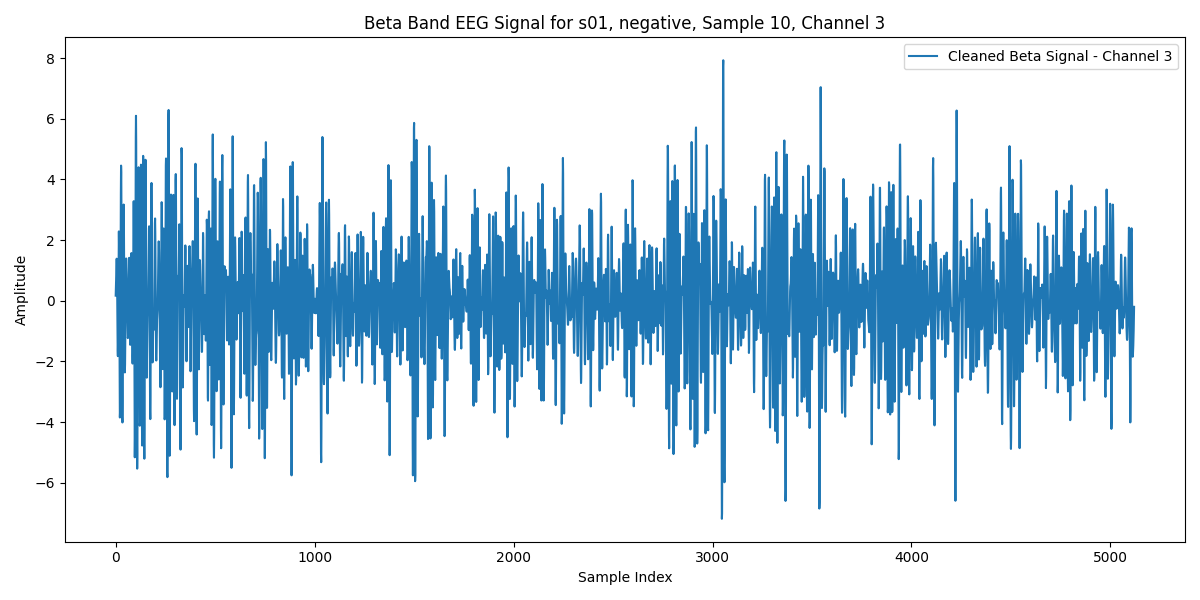 Beta Band EEG Signal for s01, negative, Sample 10, Channel 3
Cleaned Beta Signal - Channel 3
Amplitude
8
6
4
2
0
−2
−4
−6
0 1000 2000 3000 4000 5000
Sample Index